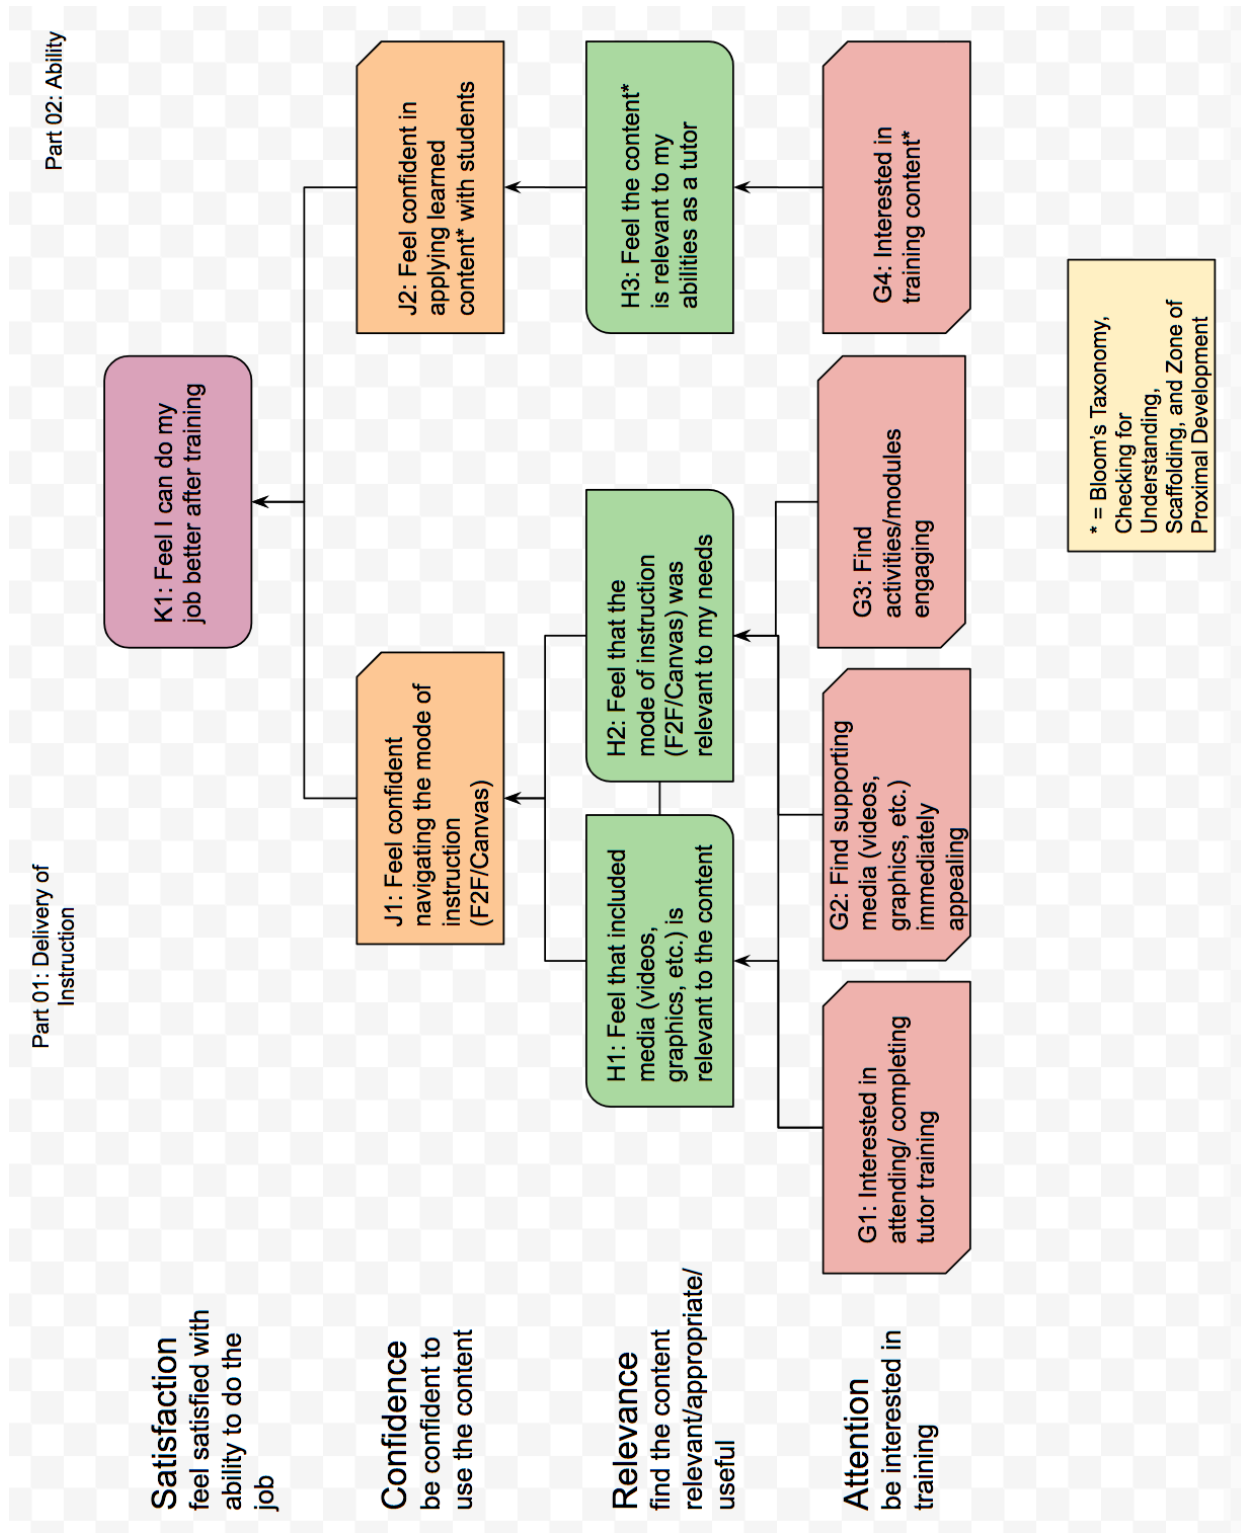 Part 01: Delivery of
Instruction
Part 02: Ability
Satisfaction
feel satisfied with
ability to do the
job
K1: Feel I can do my
job better after training
Confidence
be confident to
use the content
J1: Feel confident
navigating the mode of
instruction
(F2F/Canvas)
J2: Feel confident in
applying learned
content* with students
Relevance
find the content
relevant/appropriate/
useful
H1: Feel that included
media (videos,
graphics, etc.) is
relevant to the content
H2: Feel that the
mode of instruction
(F2F/Canvas) was
relevant to my needs
H3: Feel the content*
is relevant to my
abilities as a tutor
Attention
be interested in
training
G1: Interested in
attending/ completing
tutor training
G2: Find supporting
media (videos,
graphics, etc.)
immediately
appealing
G3: Find
activities/modules
engaging
G4: Interested in
training content*
* = Bloom's Taxonomy,
Checking for
Understanding,
Scaffolding, and Zone of
Proximal Development